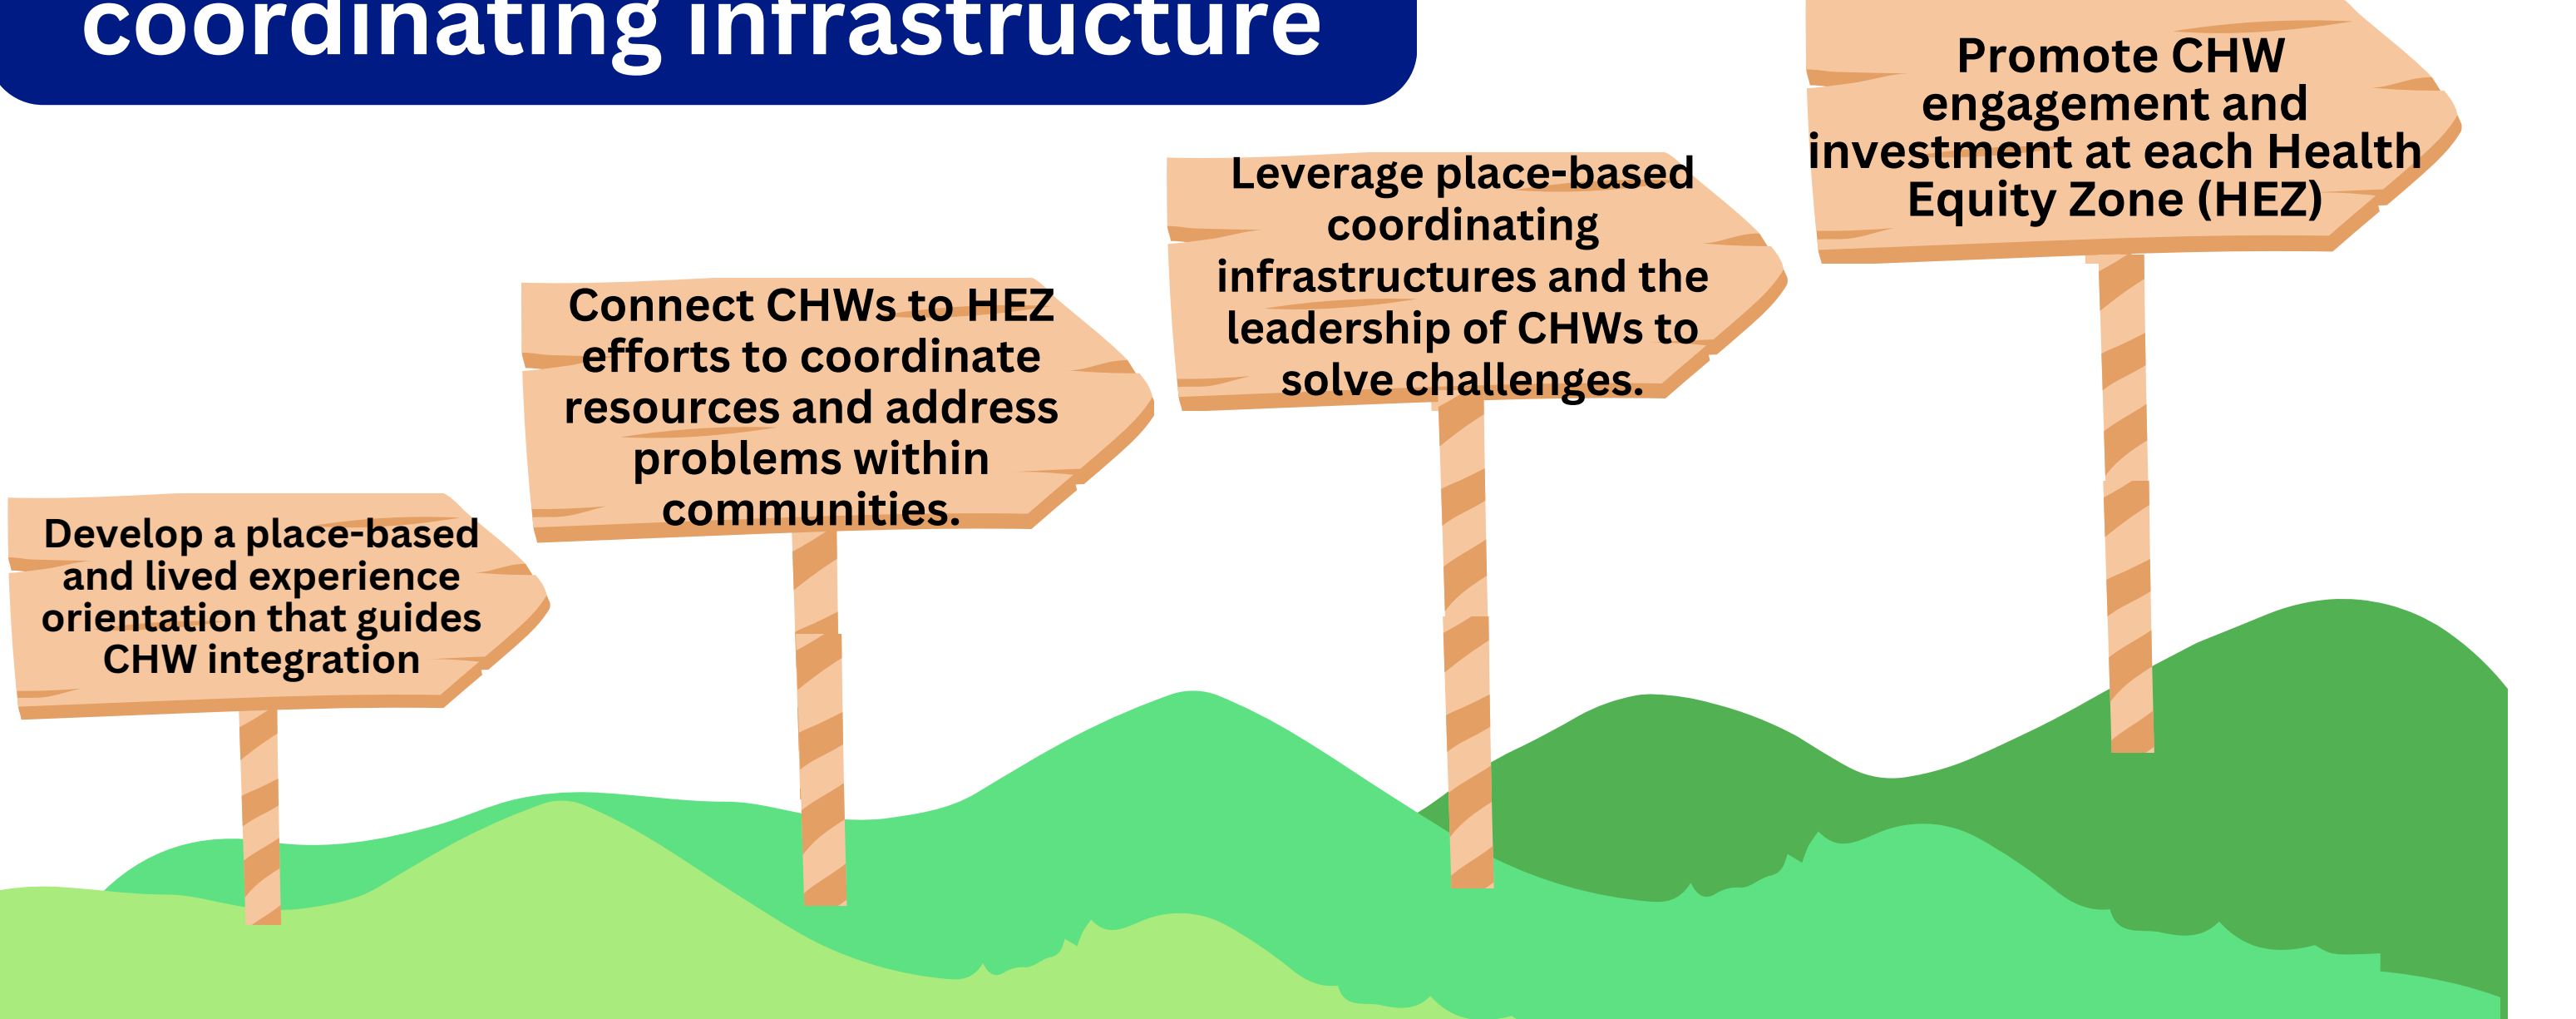 coordinating infrastructure
Develop a place-based
and lived experience
orientation that guides
CHW integration
Connect CHWs to HEZ
efforts to coordinate
resources and address
problems within
communities.
Leverage place-based
coordinating
infrastructures and the
leadership of CHWs to
solve challenges.
Promote CHW
engagement and
investment at each Health
Equity Zone (HEZ)